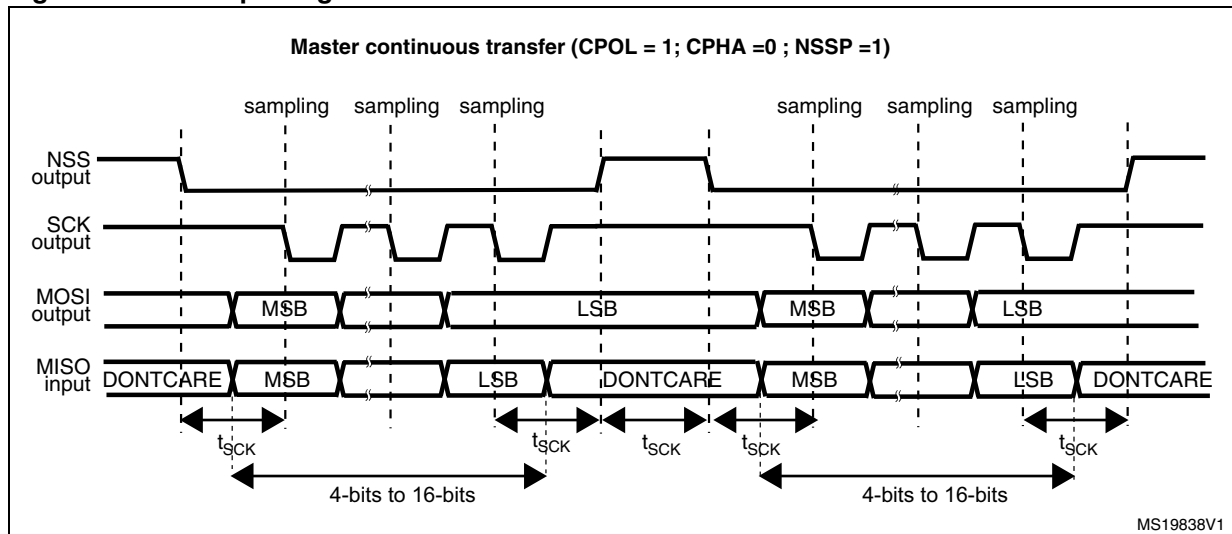 Master continuous transfer (CPOL = 1; CPHA =0 ; NSSP =1)
sampling sampling sampling sampling sampling sampling
NSS output
SCK output
MOSI output
MSB LSB MSB LSB
MISO input
DONTCARE MSB LSB DONTCARE MSB LSB DONTCARE
tSCK tSCK tSCK tSCK tSCK
4-bits to 16-bits 4-bits to 16-bits
MS19838V1